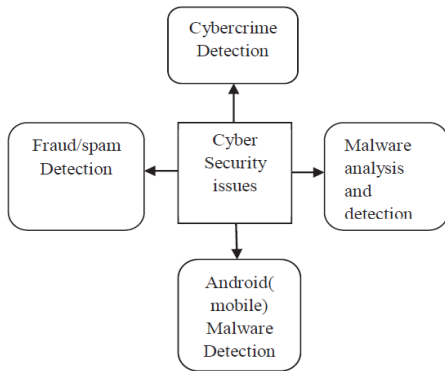 Cybercrime
Detection
Fraud/spam
Detection
Cyber
Security
issues
Malware
analysis
and
detection
Android(
mobile)
Malware
Detection